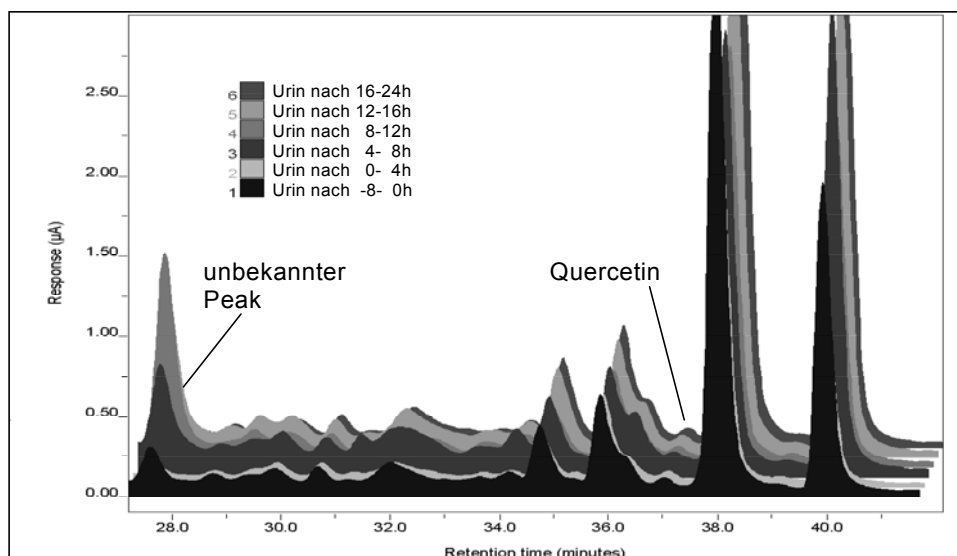 2.50
2.00
1.50
1.00
0.50
0.00
Response (µA)
6 Urin nach 16-24h
5 Urin nach 12-16h
4 Urin nach 8-12h
3 Urin nach 4- 8h
2 Urin nach 0- 4h
1 Urin nach -8- 0h
unbekannter
Peak
Quercetin
28.0 30.0 32.0 34.0 36.0 38.0 40.0
Retention time (minutes)